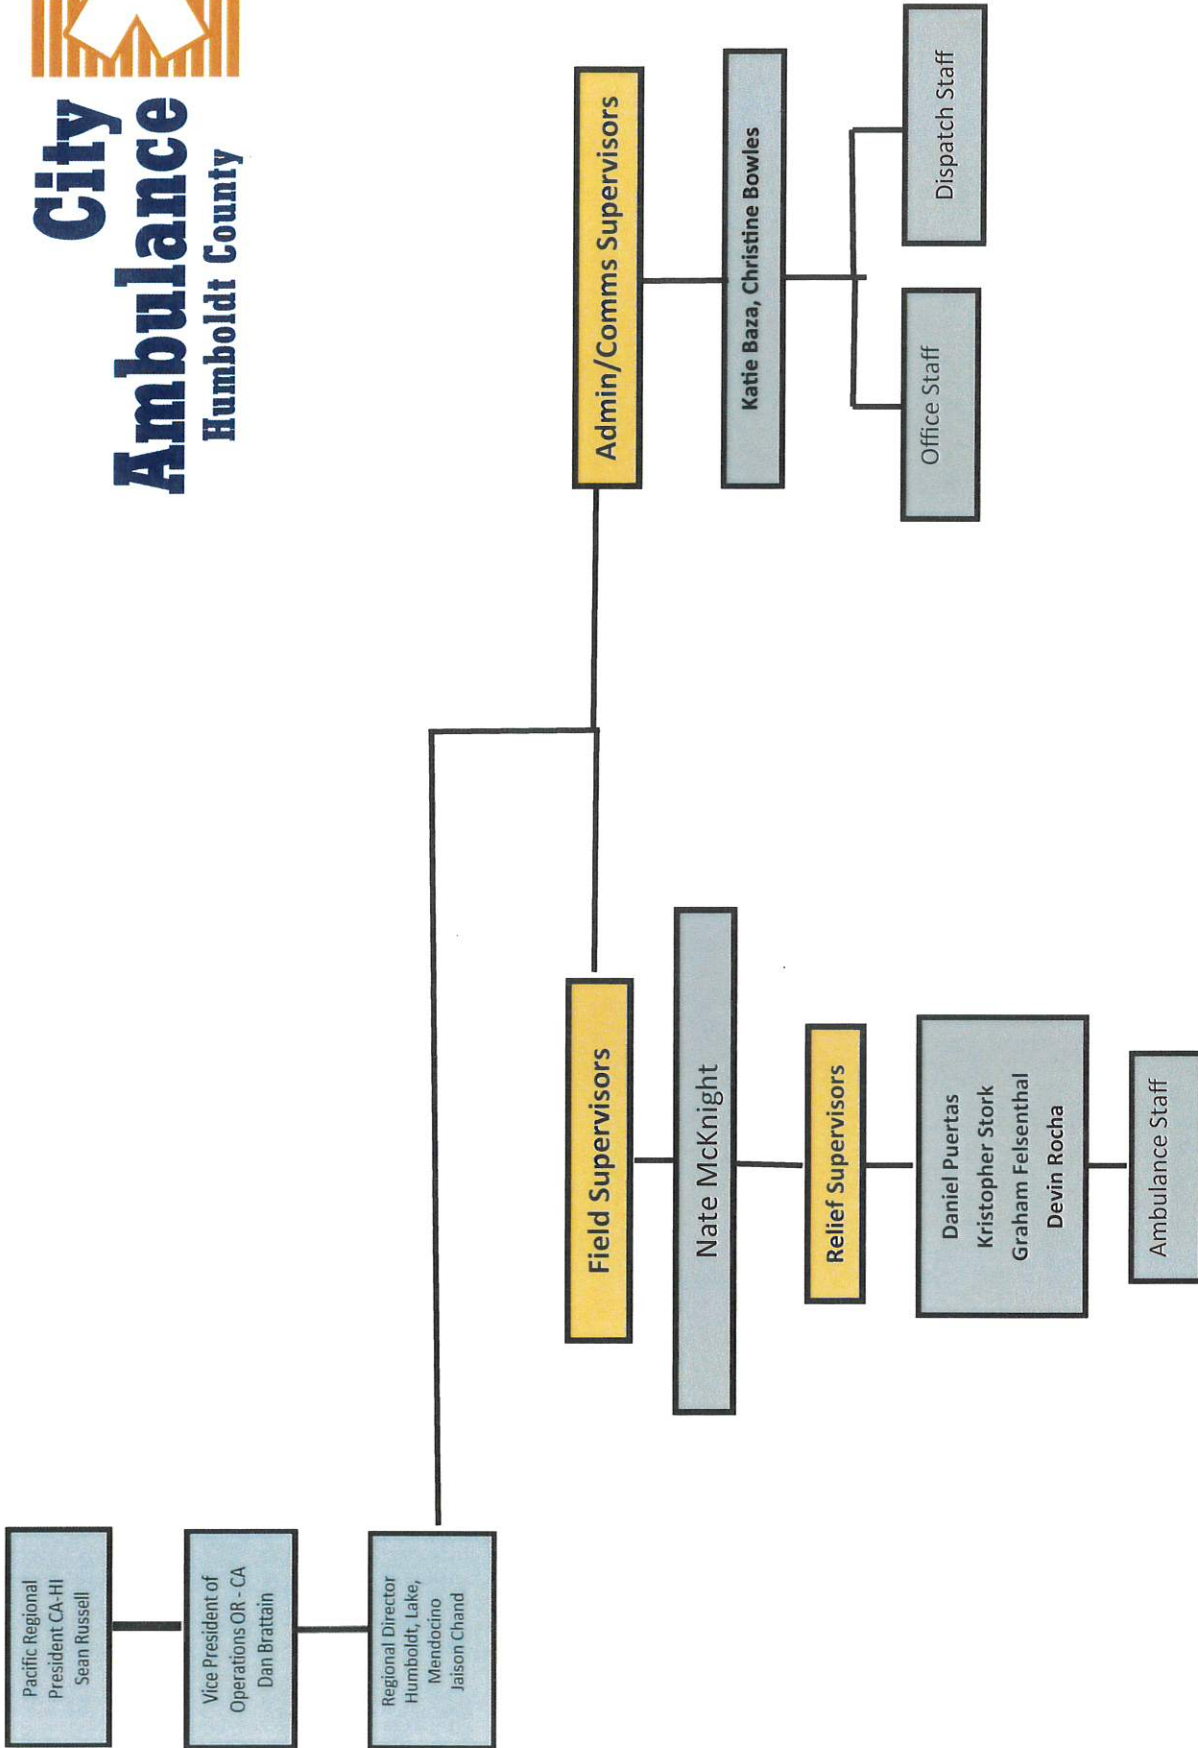 City
Ambulance
Humboldt County
Pacific Regional
President CA-HI
Sean Russell
Vice President of
Operations OR - CA
Dan Brattain
Regional Director
Humboldt, Lake,
Mendocino
Jaison Chand
Field Supervisors
Nate McKnight
Relief Supervisors
Daniel Puertas
Kristopher Stork
Graham Felsenthal
Devin Rocha
Ambulance Staff
Admin/Comms Supervisors
Katie Baza, Christine Bowles
Office Staff
Dispatch Staff